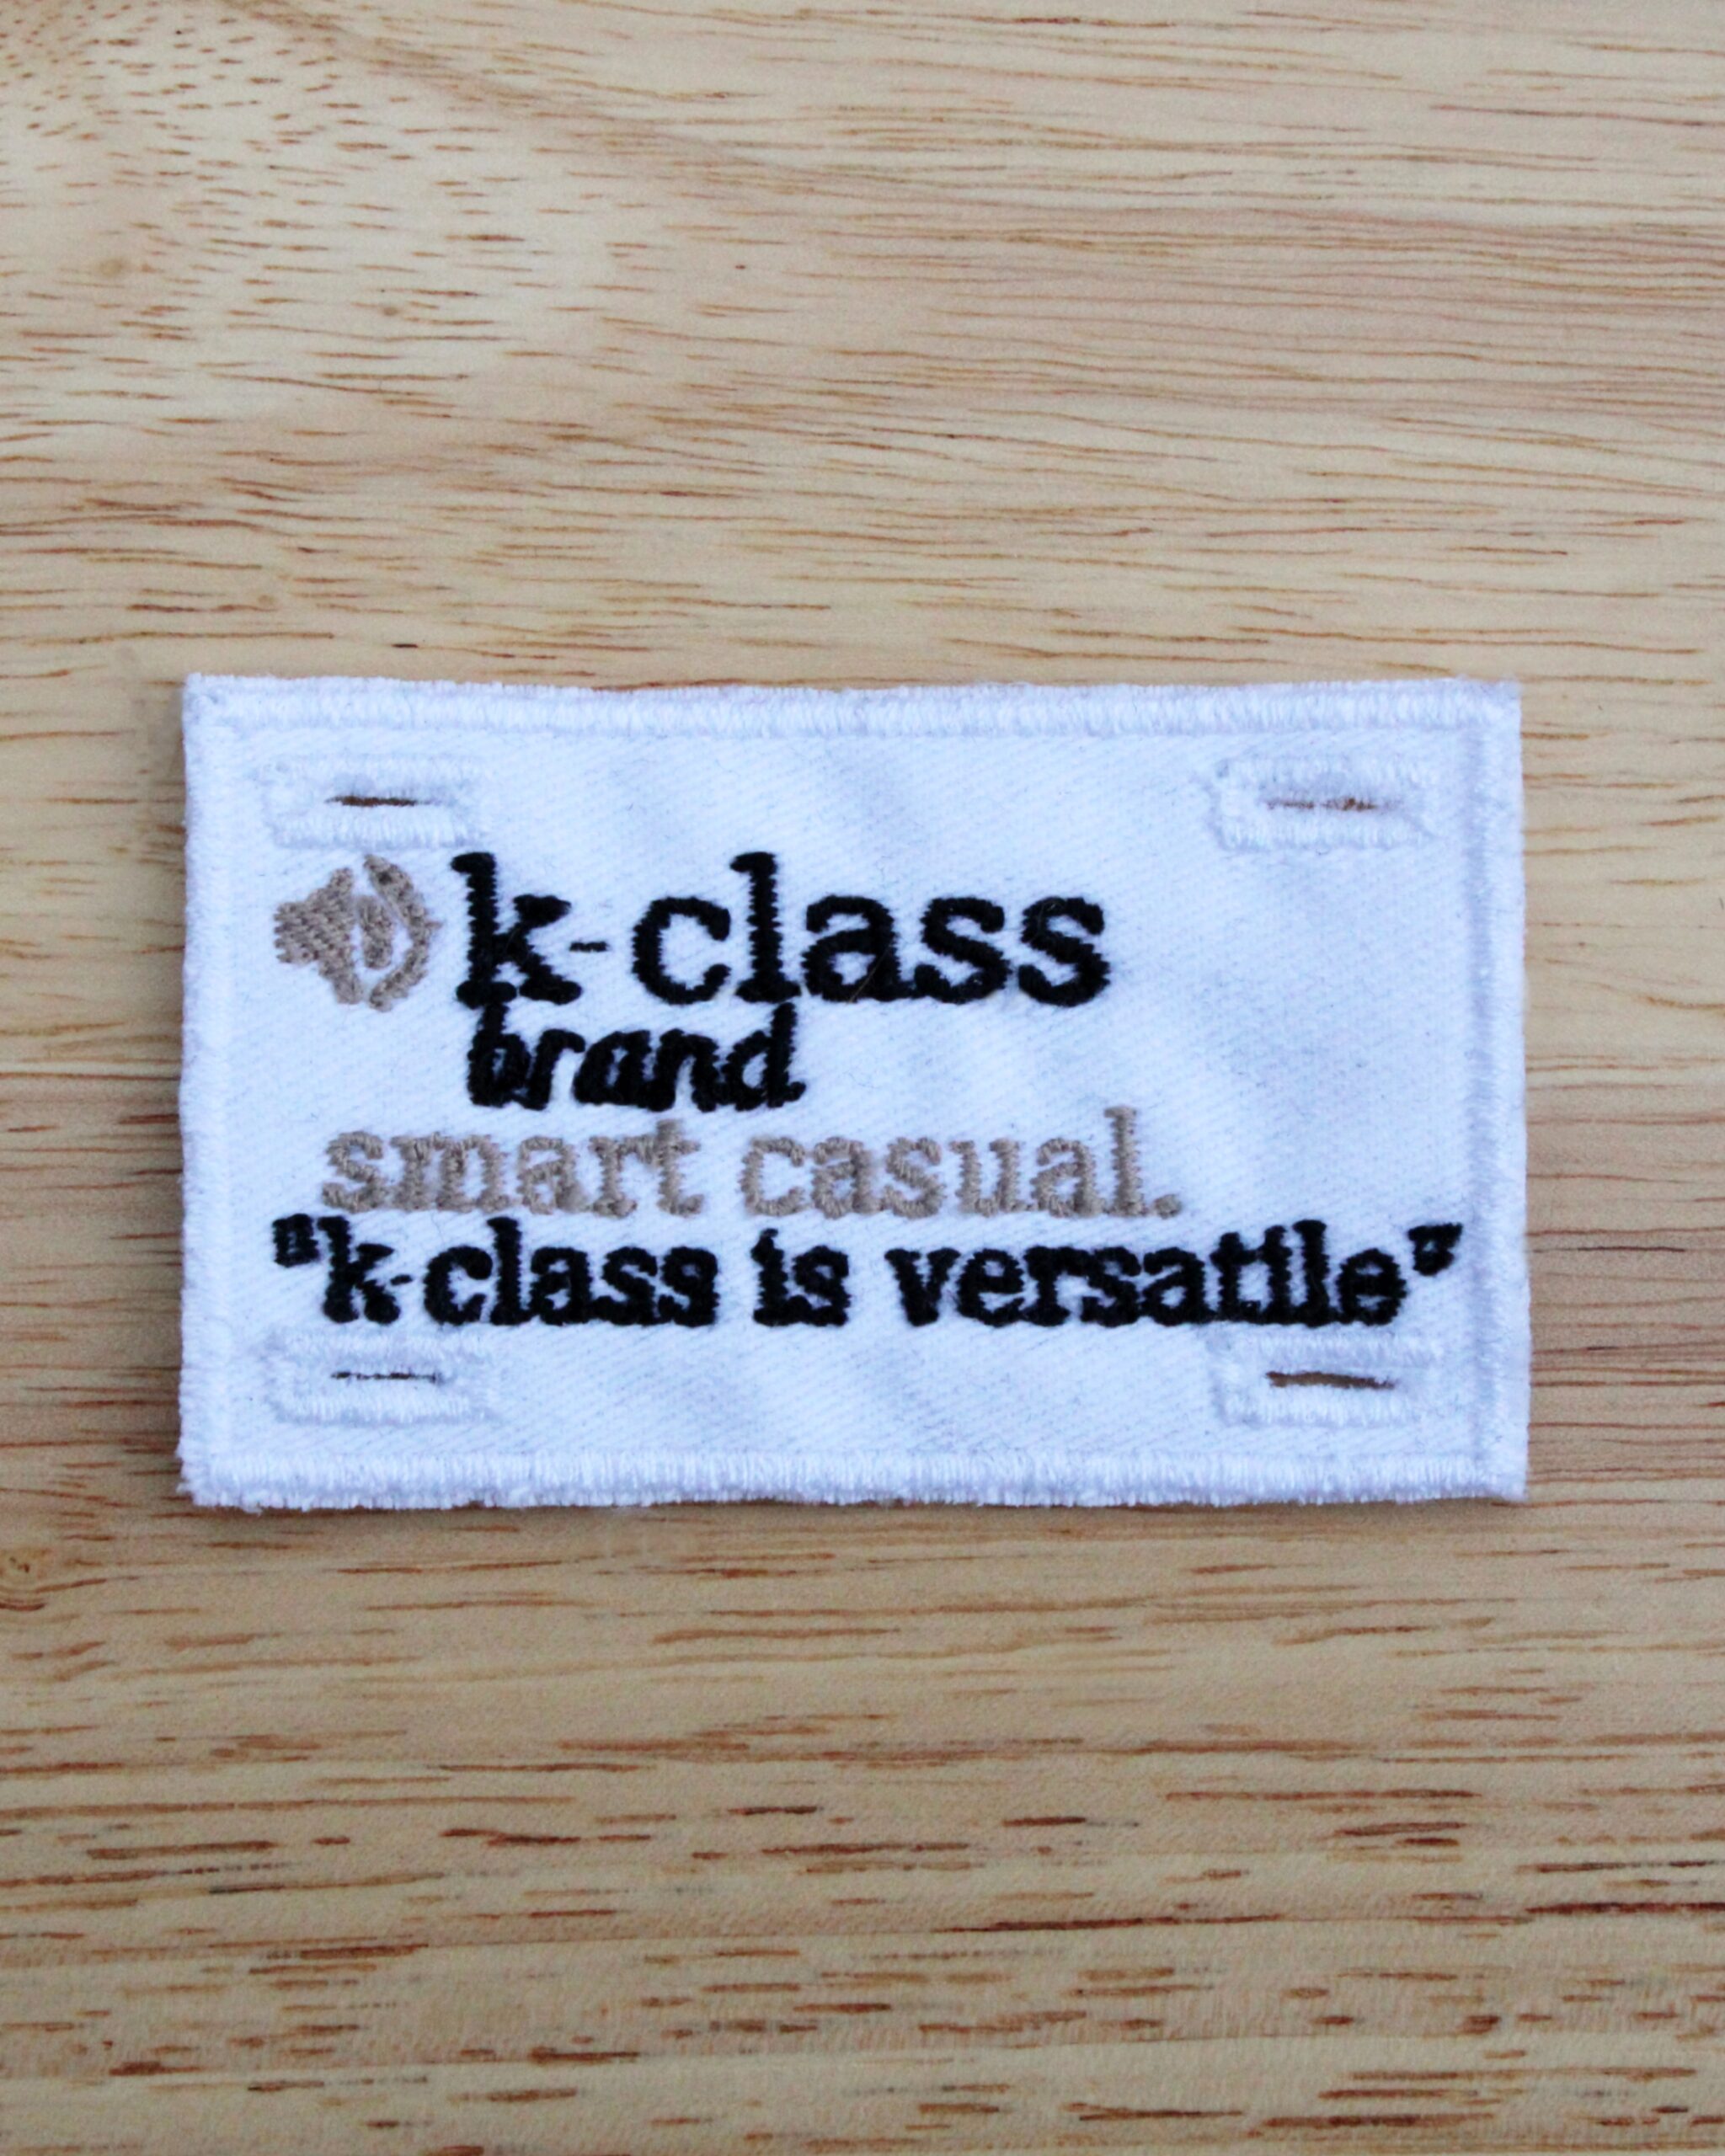 k-class
brand
smart casual.
"k-class is versatile"